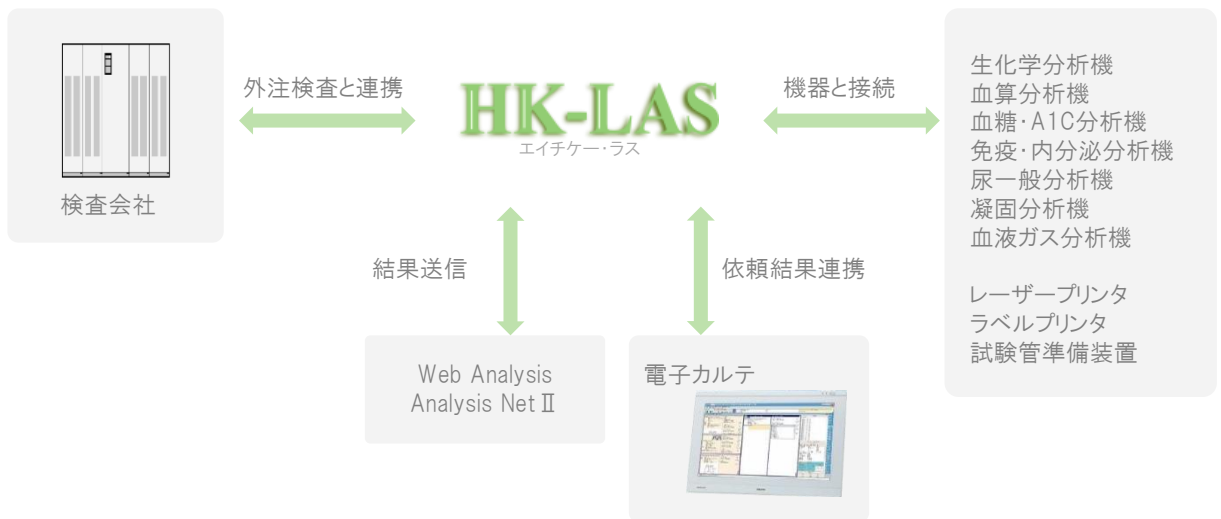 外注検査と連携
HK-LAS
エイチケー・ラス
機器と接続
検査会社
生化学分析機
血算分析機
血糖・A1C分析機
免疫・内分泌分析機
尿一般分析機
凝固分析機
血液ガス分析機
レーザープリンタ
ラベルプリンタ
試験管準備装置
結果送信
依頼結果連携
Web Analysis
Analysis Net Ⅱ
電子カルテ